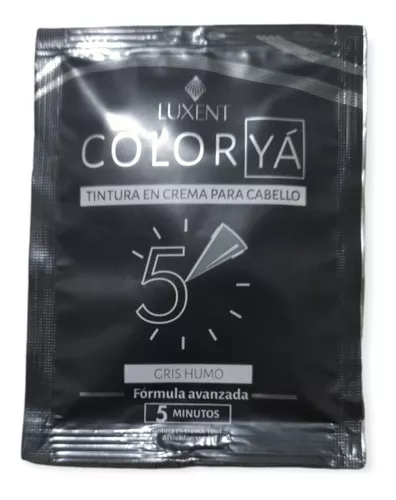 LUXENT
COLOR YÁ
TINTURA EN CREMA PARA CABELLO
5
GRIS HUMO
Fórmula avanzada
5 MINUTOS